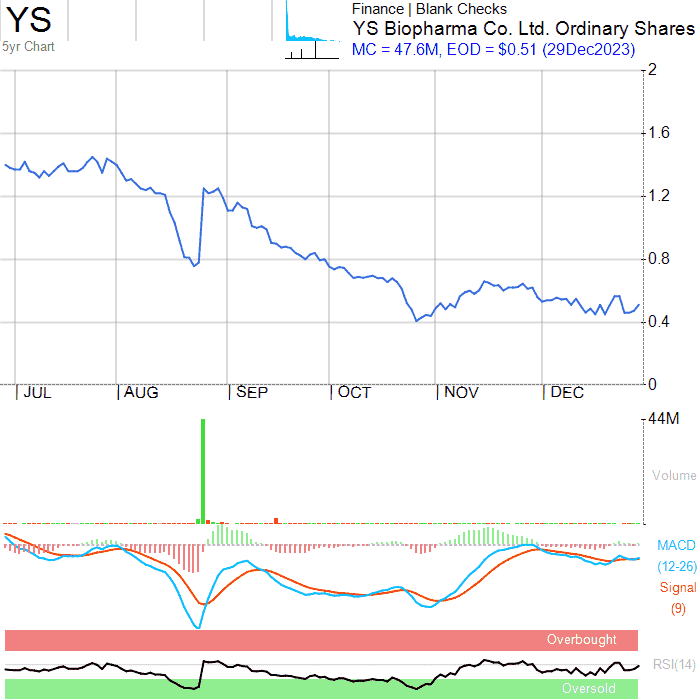 YS
5yr Chart
Finance | Blank Checks
YS Biopharma Co. Ltd. Ordinary Shares
MC = 47.6M, EOD = $0.51 (29Dec2023)
2
1.6
1.2
0.8
0.4
0
JUL AUG SEP OCT NOV DEC
44M
Volume
MACD
(12-26)
Signal
(9)
Overbought
RSI(14)
Oversold